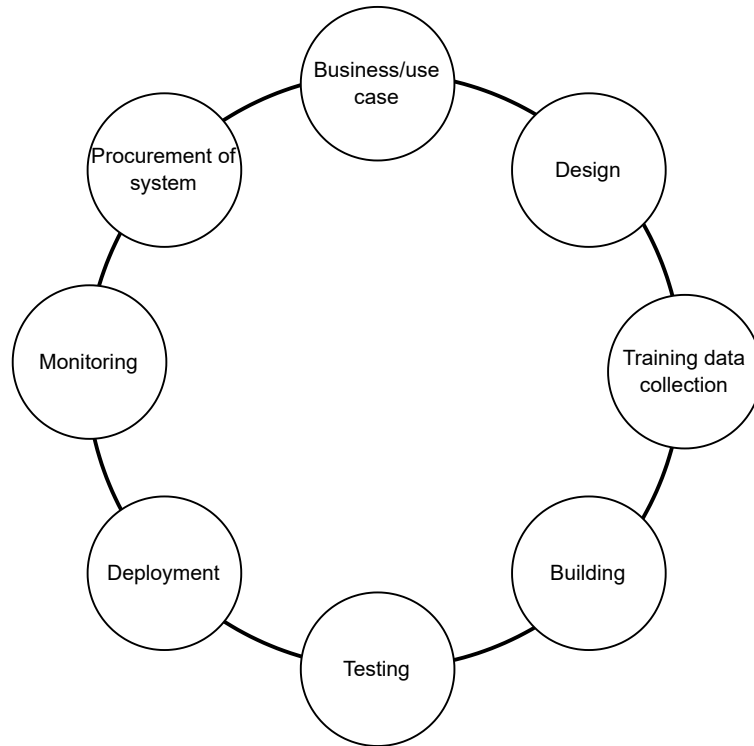 Business/use
case
Design
Training data
collection
Building
Testing
Deployment
Monitoring
Procurement of
system